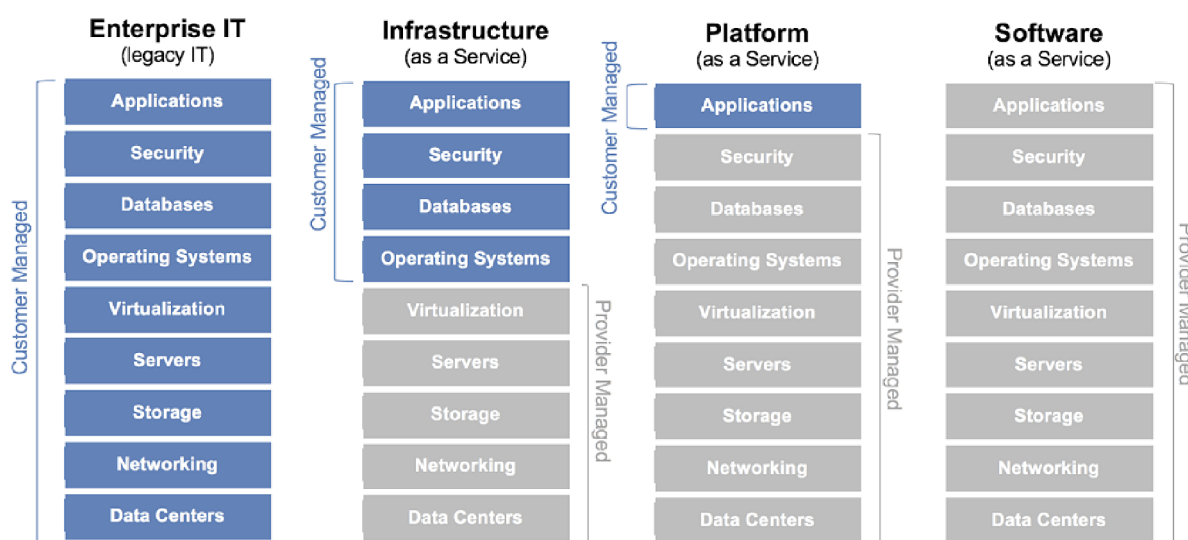 Enterprise IT
(legacy IT)
Customer Managed
Applications
Security
Databases
Operating Systems
Virtualization
Servers
Storage
Networking
Data Centers
Infrastructure
(as a Service)
Customer Managed
Applications
Security
Databases
Operating Systems
Virtualization
Servers
Storage
Networking
Data Centers
Provider Managed
Platform
(as a Service)
Customer Managed
Applications
Security
Databases
Operating Systems
Virtualization
Servers
Storage
Networking
Data Centers
Provider Managed
Software
(as a Service)
Applications
Security
Databases
Operating Systems
Virtualization
Servers
Storage
Networking
Data Centers
Provider Managed